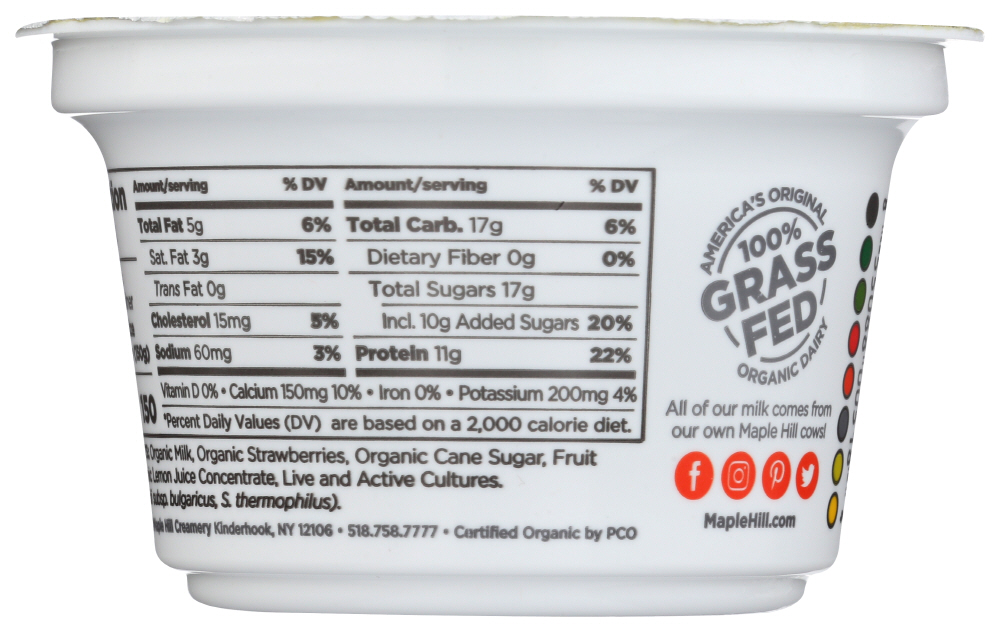 ion
Amount/serving % DV Amount/serving % DV
Total Fat 5g 6% Total Carb. 17g 6%
Sat. Fat 3g 15% Dietary Fiber 0g 0%
Trans Fat 0g Total Sugars 17g
Cholesterol 15mg 5% Incl. 10g Added Sugars 20%
Sodium 60mg 3% Protein 11g 22%
150
Vitamin D 0% • Calcium 150mg 10% • Iron 0% • Potassium 200mg 4%
*Percent Daily Values (DV) are based on a 2,000 calorie diet.
Organic Milk, Organic Strawberries, Organic Cane Sugar, Fruit
Lemon Juice Concentrate, Live and Active Cultures.
bulgaricus, S. thermophilus).
Maple Hill Creamery Kinderhook, NY 12106 • 518.758.7777 • Certified Organic by PCO
AMERICA'S ORIGINAL
100%
GRASS
FED
ORGANIC DAIRY
All of our milk comes from
our own Maple Hill cows!
MapleHill.com